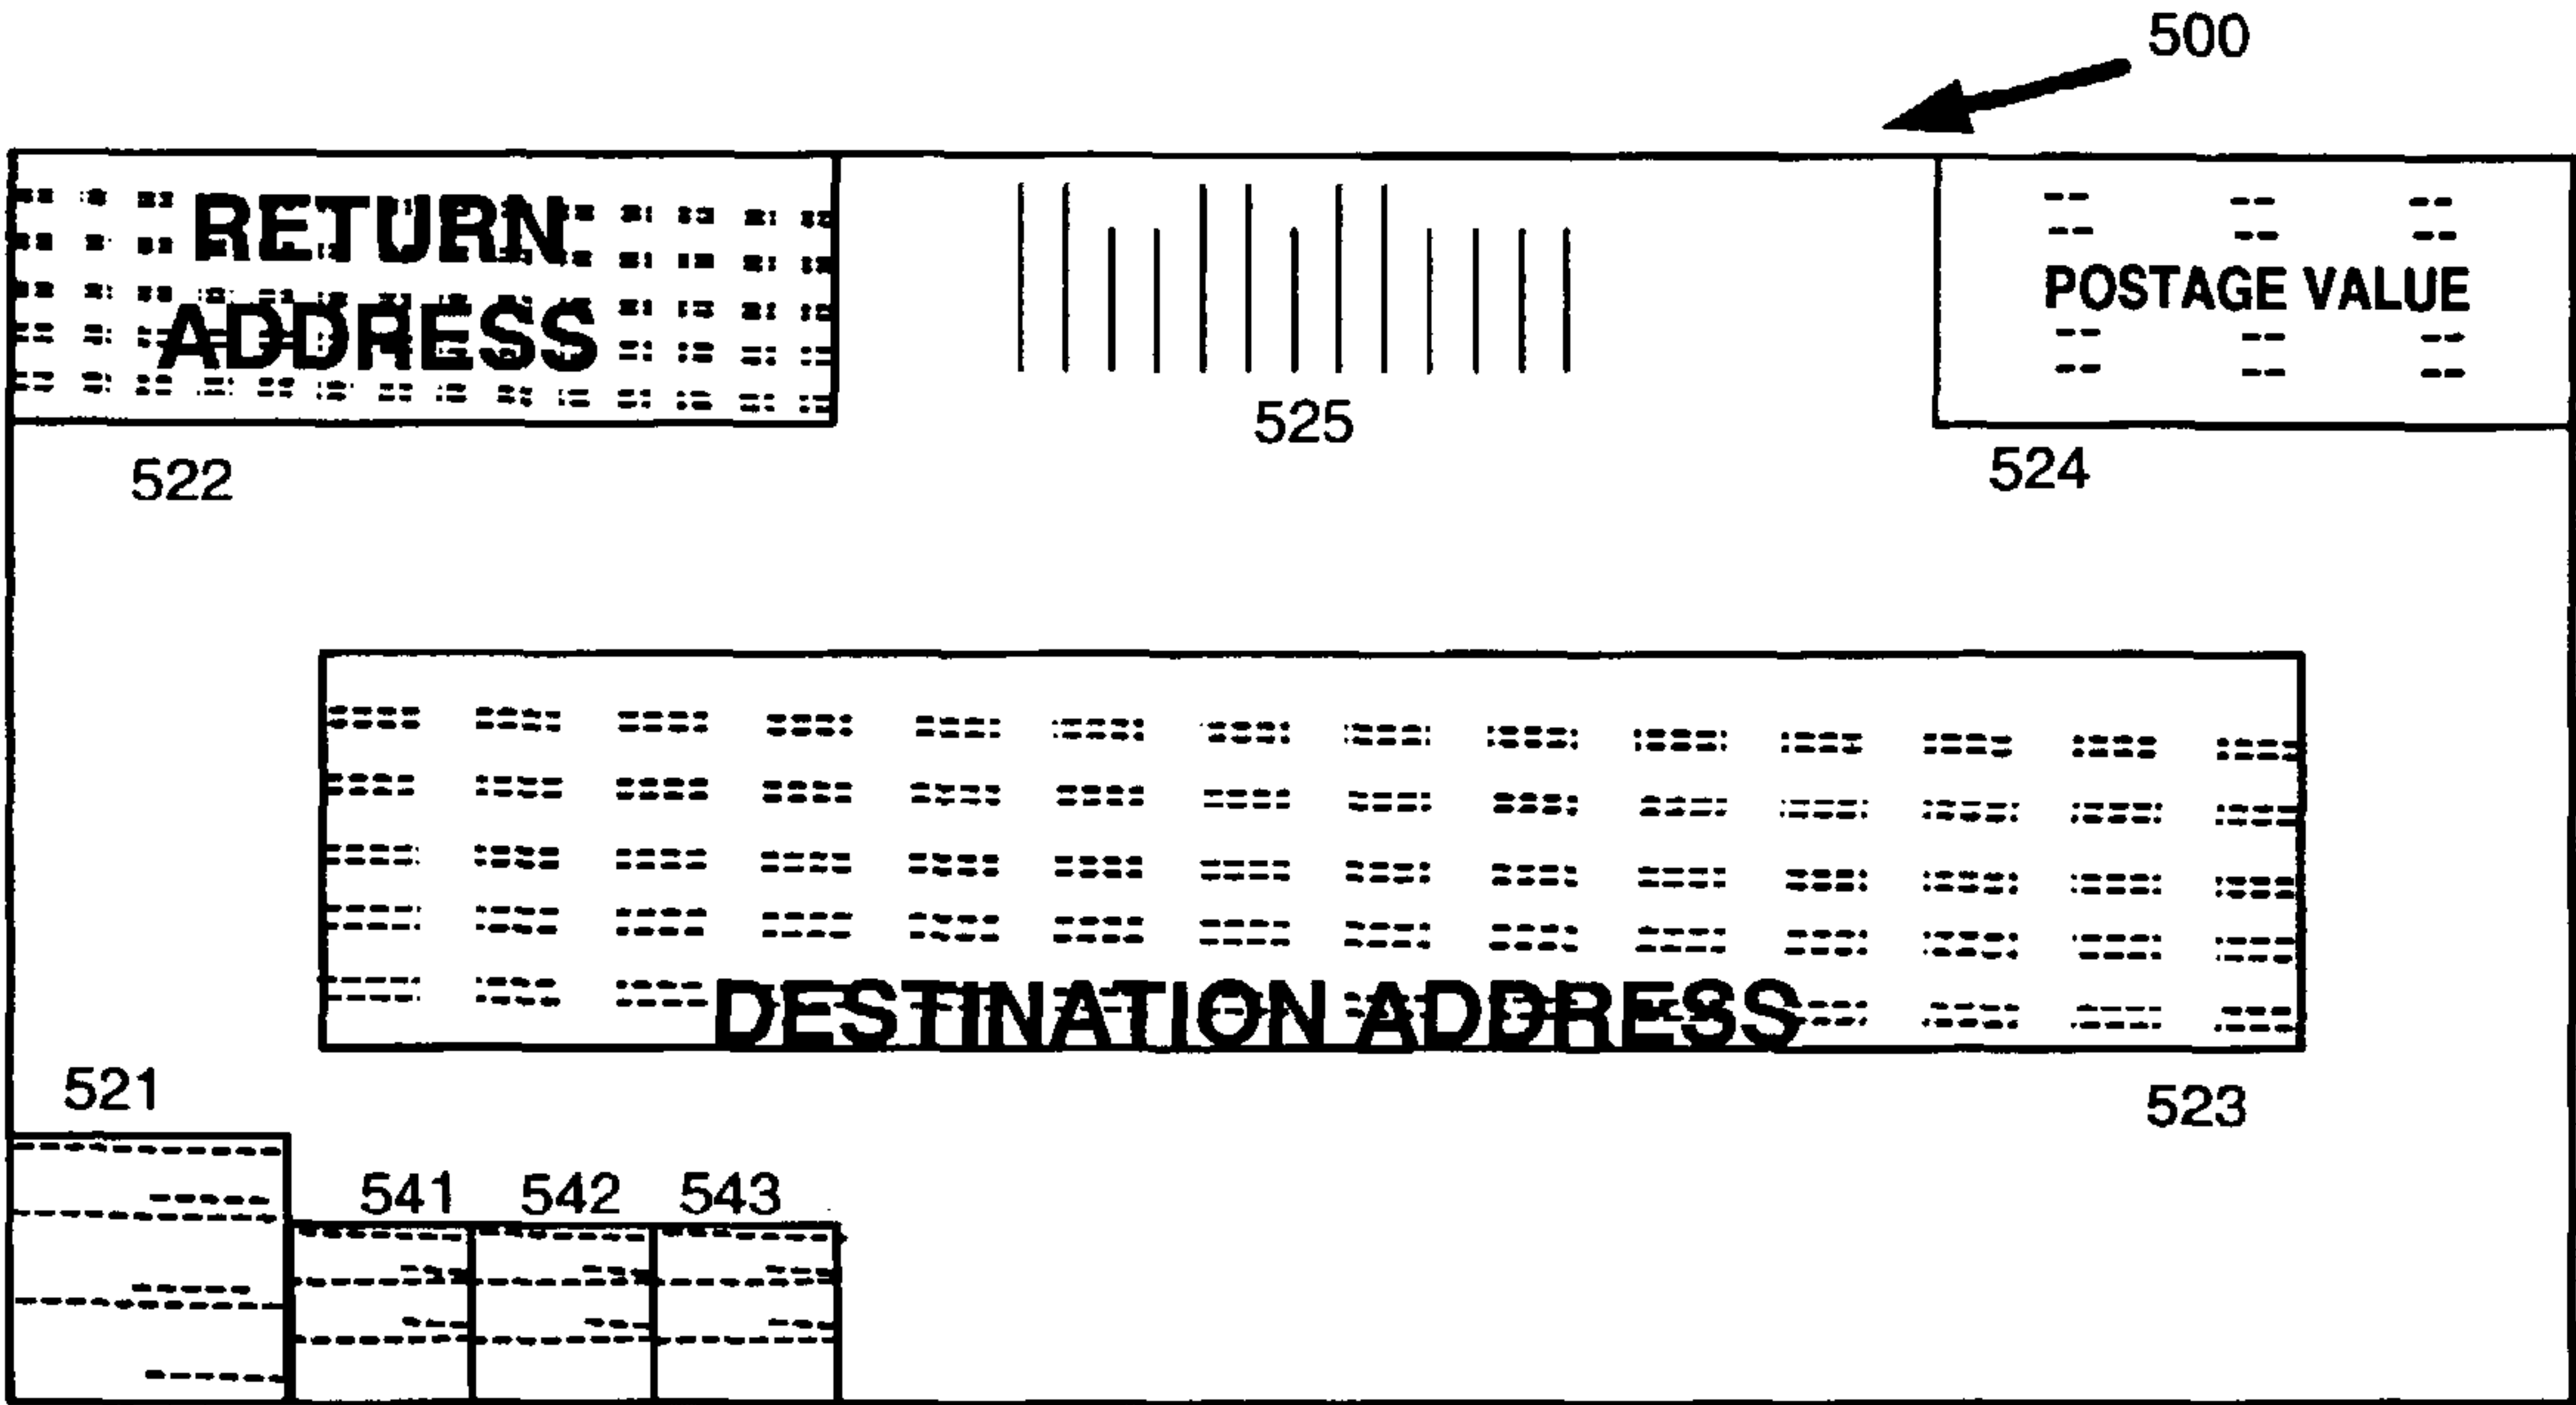 500
RETURN
ADDRESS
POSTAGE VALUE
525
522
524
DESTINATION ADDRESS
521
523
541 542 543